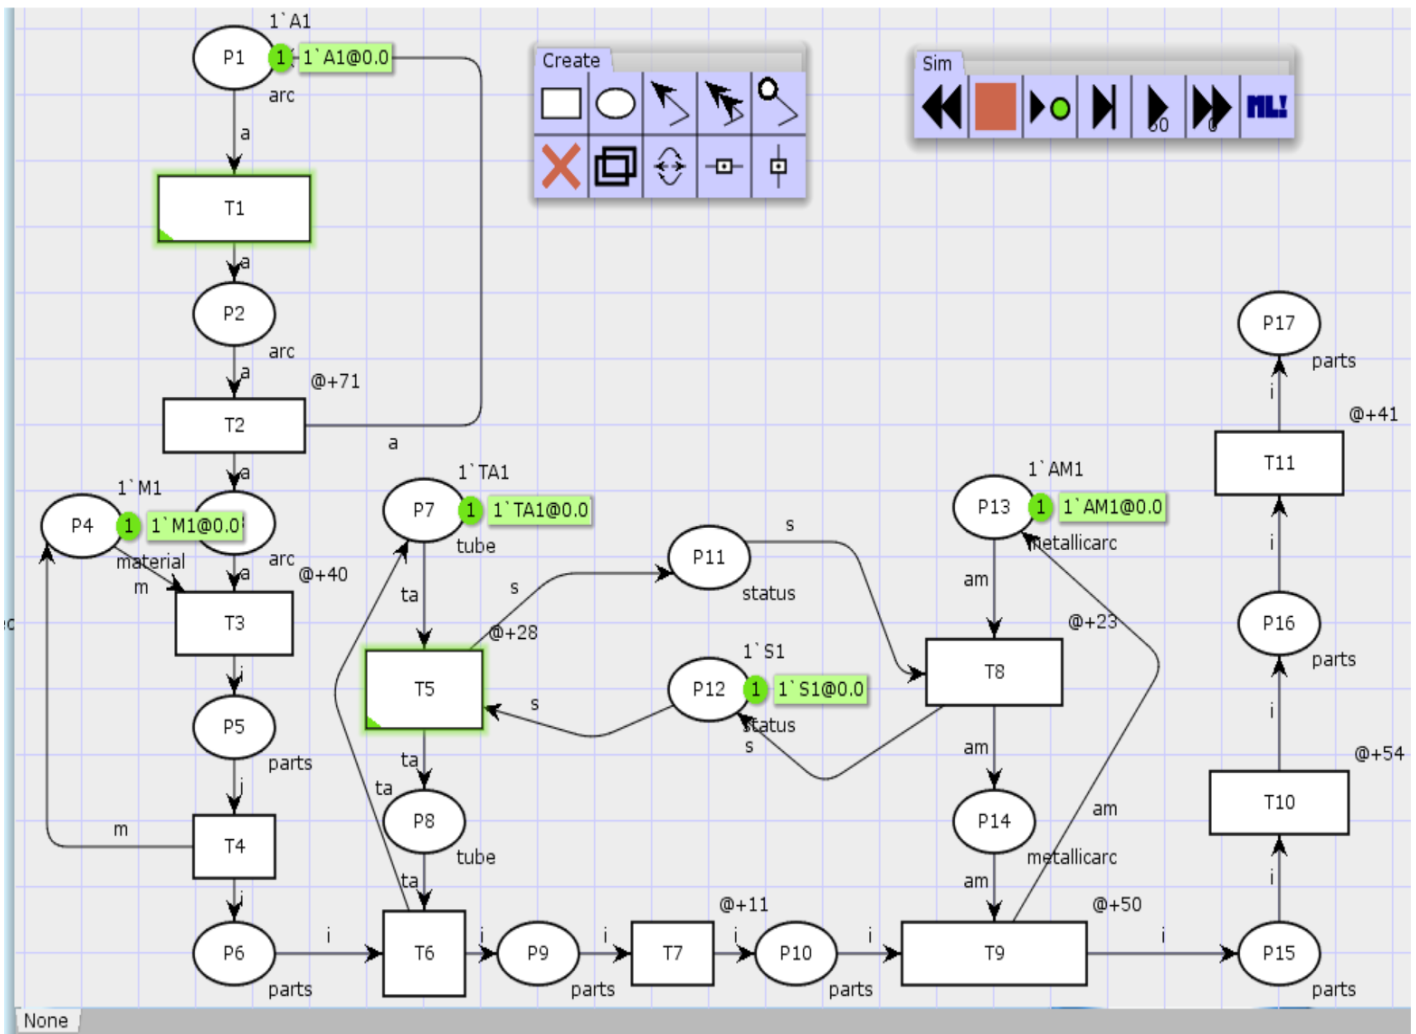 1`A1
P1
1
1`A1@0.0
arc
a
T1
a
P2
arc
a
@+71
T2
a
a
1`M1
P4
1
1`M1@0.0
material
m
arc
a
@+40
T3
i
P5
parts
i
m
T4
i
P6
parts
i
1`TA1
P7
1
1`TA1@0.0
tube
ta
s
@+28
T5
s
ta
ta
P8
tube
ta
T6
i
P9
parts
i
@+11
T7
i
P10
parts
i
P11
status
s
1`S1
P12
1
1`S1@0.0
status
s
1`AM1
P13
1
1`AM1@0.0
metallicarc
am
@+23
T8
am
am
P14
metallicarc
am
@+50
T9
i
P15
parts
i
@+54
T10
i
P16
parts
i
@+41
T11
i
P17
parts
Create
Sim
50
0
ML!
None